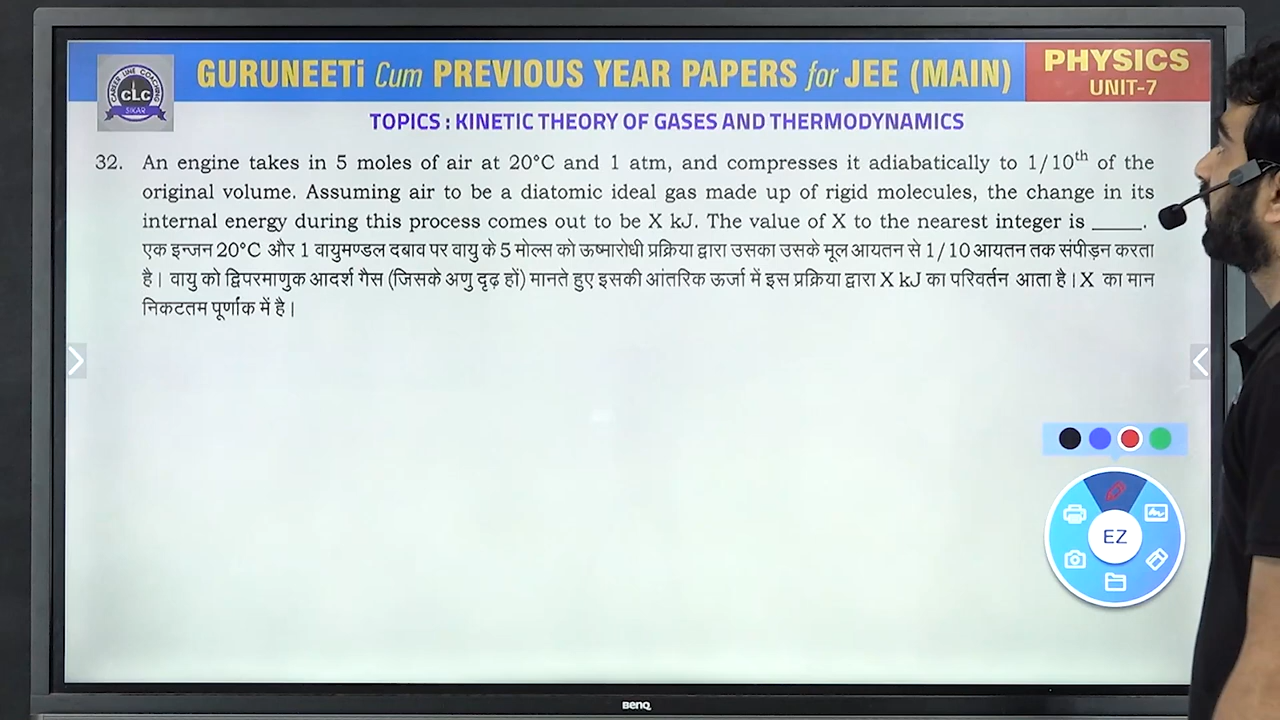 GURUNEETi Cum PREVIOUS YEAR PAPERS for JEE (MAIN)
PHYSICS
UNIT-7
CAREER LINE COACHING
CLC
SIKAR
TOPICS : KINETIC THEORY OF GASES AND THERMODYNAMICS
32. An engine takes in 5 moles of air at 20°C and 1 atm, and compresses it adiabatically to 1/10th of the
original volume. Assuming air to be a diatomic ideal gas made up of rigid molecules, the change in its
internal energy during this process comes out to be X kJ. The value of X to the nearest integer is _____.
एक इन्जन 20°C और 1 वायुमण्डल दबाव पर वायु के 5 मोल्स को ऊष्मारोधी प्रक्रिया द्वारा उसका उसके मूल आयतन से 1/10 आयतन तक संपीड़न करता
है। वायु को द्विपरमाणुक आदर्श गैस (जिसके अणु दृढ़ हों) मानते हुए इसकी आंतरिक ऊर्जा में इस प्रक्रिया द्वारा X kJ का परिवर्तन आता है। X का मान
निकटतम पूर्णांक में है।
EZ
BenQ